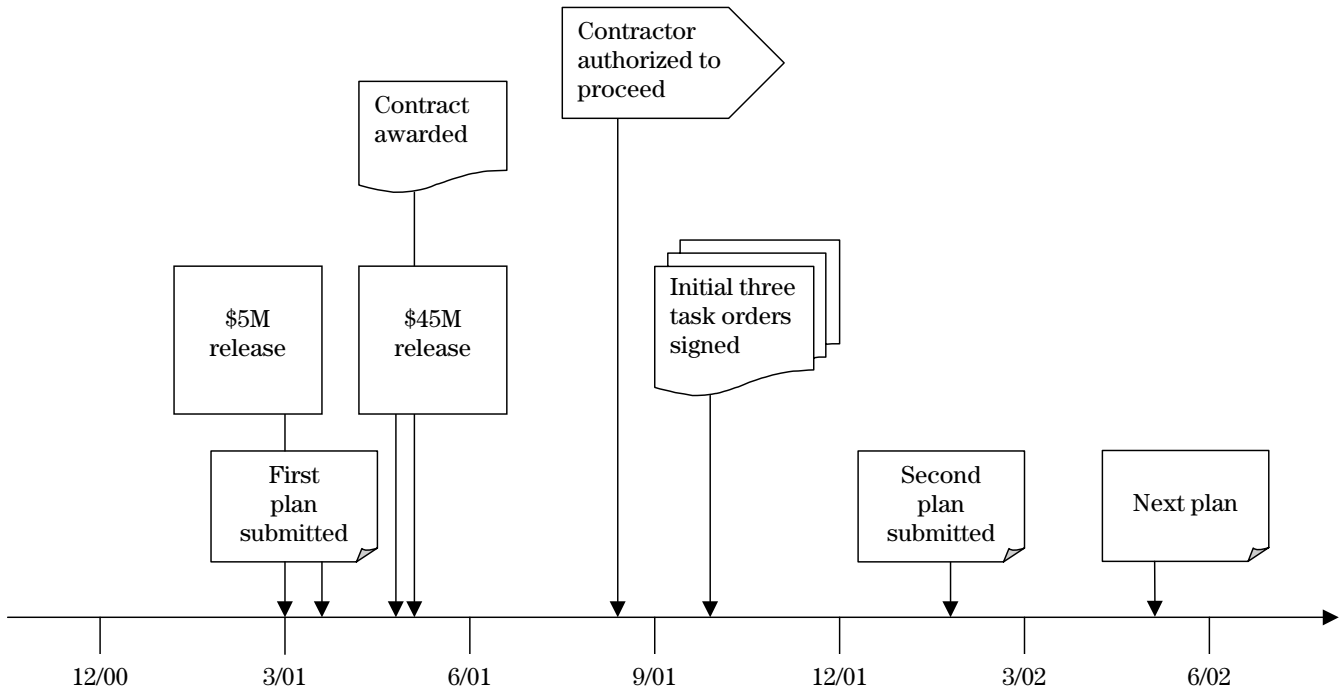 Contractor
authorized to
proceed
Contract
awarded
$5M
release
$45M
release
Initial three
task orders
signed
First
plan
submitted
Second
plan
submitted
Next plan
12/00
3/01
6/01
9/01
12/01
3/02
6/02